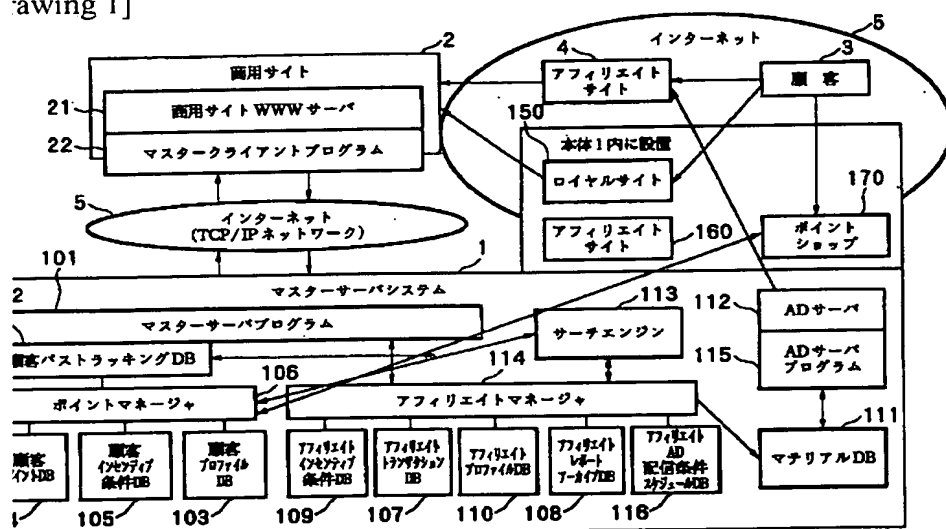 awing 1]
2
4
インターネット
5
3
商用サイト
アフィリエイト
サイト
顧 客
21
商用サイト WWW サーバ
150
22
マスタークライアントプログラム
本体 1 内に設置
ロイヤルサイト
170
5
インターネット
(TCP/IPネットワーク)
アフィリエイト
サイト
160
ポイント
ショップ
101
1
マスターサーバシステム
2
マスターサーバプログラム
113
サーチエンジン
112
ADサーバ
顧客パストラッキングDB
114
115
ADサーバ
プログラム
106
ポイントマネージャ
アフィリエイトマネージャ
111
顧客
イントDB
顧客
インセンティブ
条件DB
顧客
プロファイル
DB
アフィリエイト
インセンティブ
条件DB
アフィリエイト
トランザクションDB
アフィリエイト
プロファイルDB
アフィリエイト
レポート
アーカイブDB
アフィリエイト
AD
配信条件
スケジュールDB
マテリアルDB
4
105
103
109
107
110
108
116